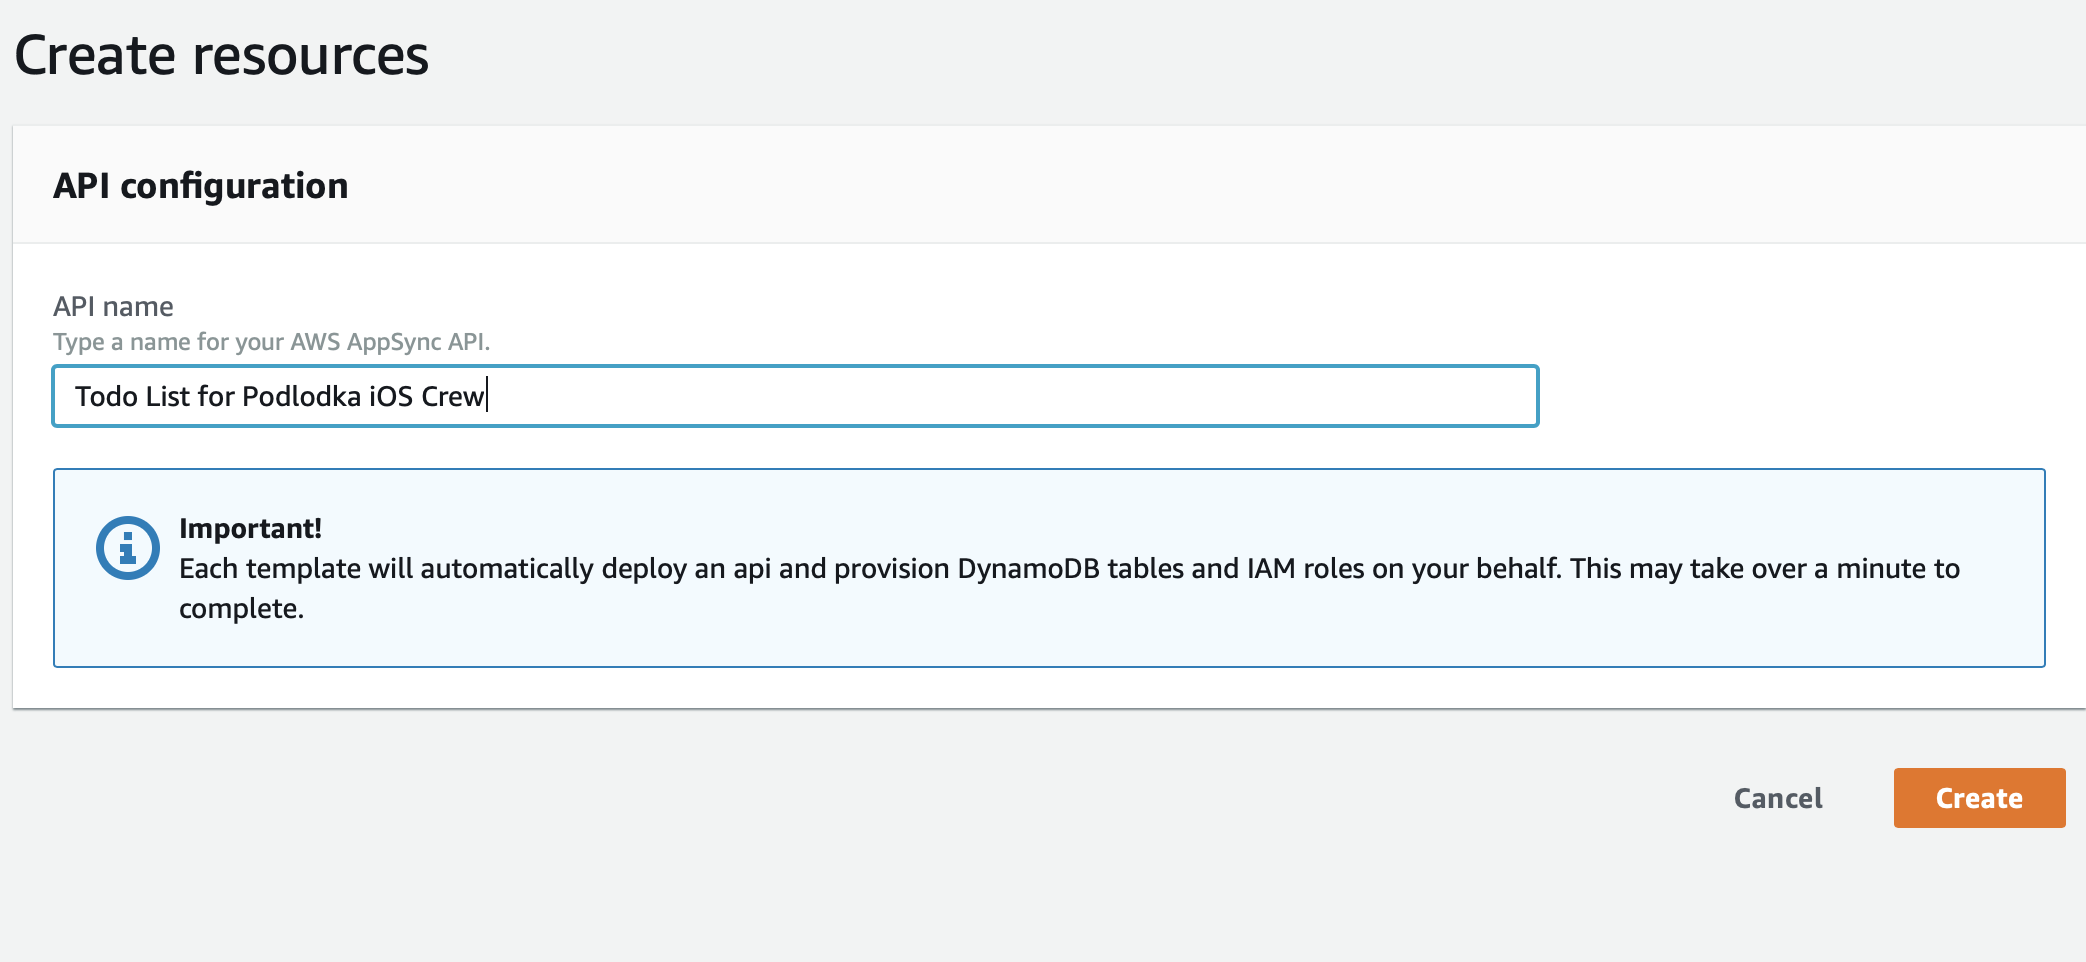 Create resources
API configuration
API name
Type a name for your AWS AppSync API.
Todo List for Podlodka iOS Crew
Important!
Each template will automatically deploy an api and provision DynamoDB tables and IAM roles on your behalf. This may take over a minute to
complete.
Cancel
Create